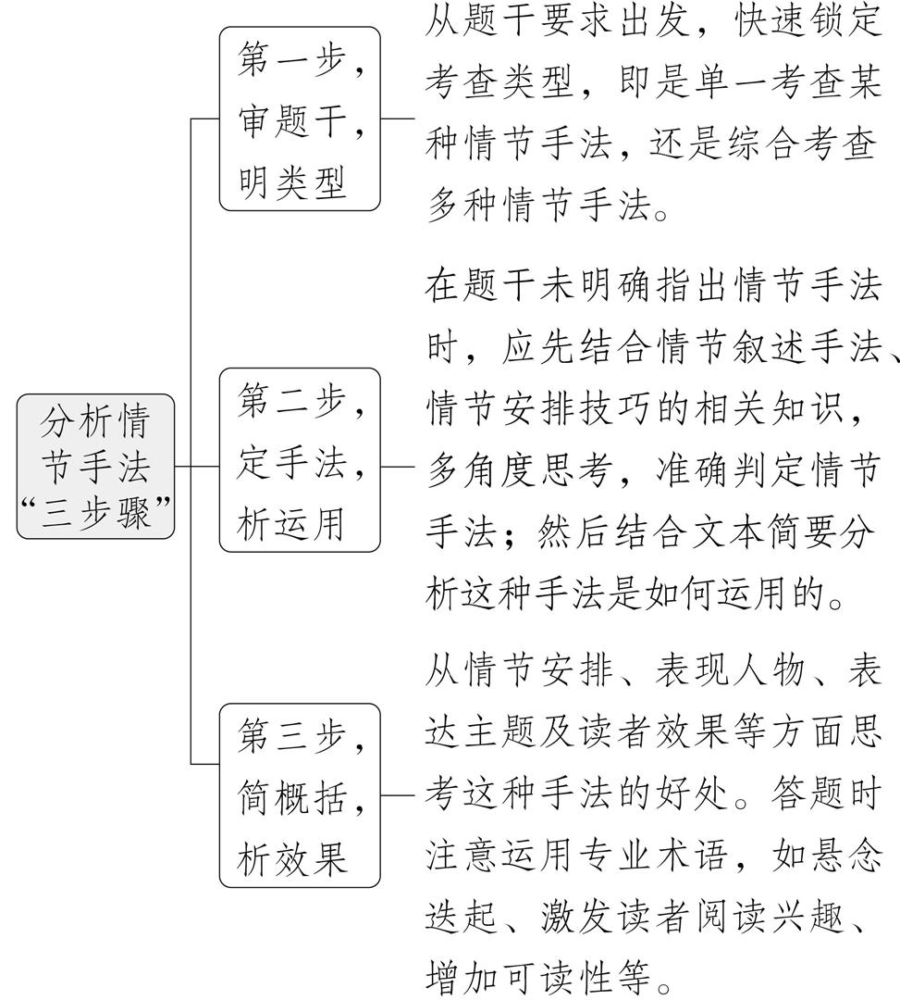 分析情
节手法
“三步骤”
第一步，
审题干，
明类型
从题干要求出发，快速锁定
考查类型，即是单一考查某
种情节手法，还是综合考查
多种情节手法。
第二步，
定手法，
析运用
在题干未明确指出情节手法
时，应先结合情节叙述手法、
情节安排技巧的相关知识，
多角度思考，准确判定情节
手法；然后结合文本简要分
析这种手法是如何运用的。
第三步，
简概括，
析效果
从情节安排、表现人物、表
达主题及读者效果等方面思
考这种手法的好处。答题时
注意运用专业术语，如悬念
迭起、激发读者阅读兴趣、
增加可读性等。